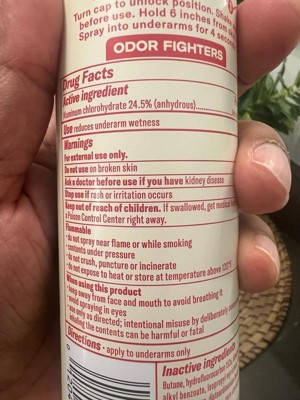 Turn cap to unlock position. Shake
before use. Hold 6 inches from
Spray into underarms for 4 seconds
ODOR FIGHTERS
Drug Facts
Active ingredient
Aluminum chlorohydrate 24.5% (anhydrous)
Use reduces underarm wetness
Warnings
For external use only.
Do not use on broken skin
Ask a doctor before use if you have kidney disease
Stop use if rash or irritation occurs
Keep out of reach of children. If swallowed, get medical
a Poison Control Center right away.
Flammable
• do not spray near flame or while smoking
• contents under pressure
• do not crush, puncture or incinerate
• do not expose to heat or store at temperature above 120°F
When using this product
• keep away from face and mouth to avoid breathing it
• avoid spraying in eyes
• use only as directed; intentional misuse by deliberately
inhaling the contents can be harmful or fatal
Directions • apply to underarms only
Inactive ingredients
Butane, hydrofluorocarbon
alkyl benzoate, isopropyl